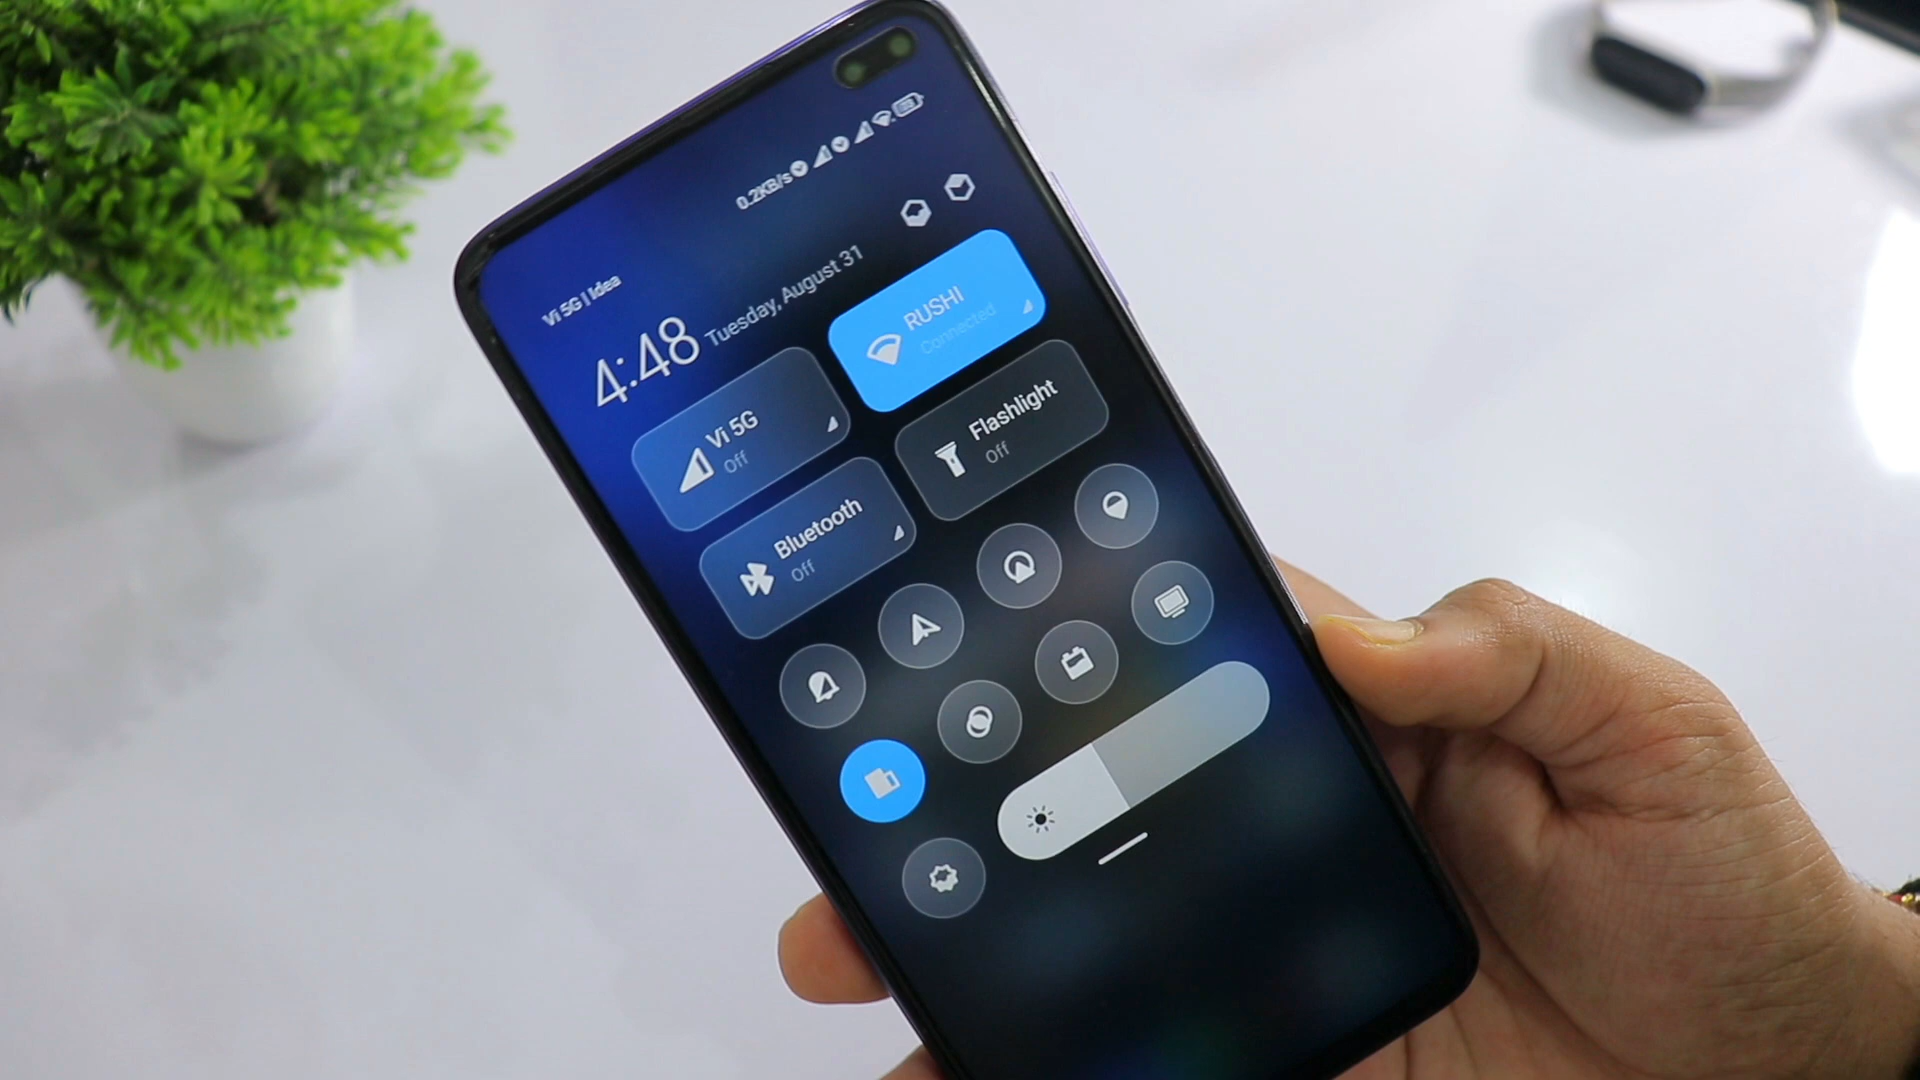 0.2KB/s
Vi 5G | Idea
4:48 Tuesday, August 31
RUSHI
Connected
Vi 5G
Off
Flashlight
Off
Bluetooth
Off